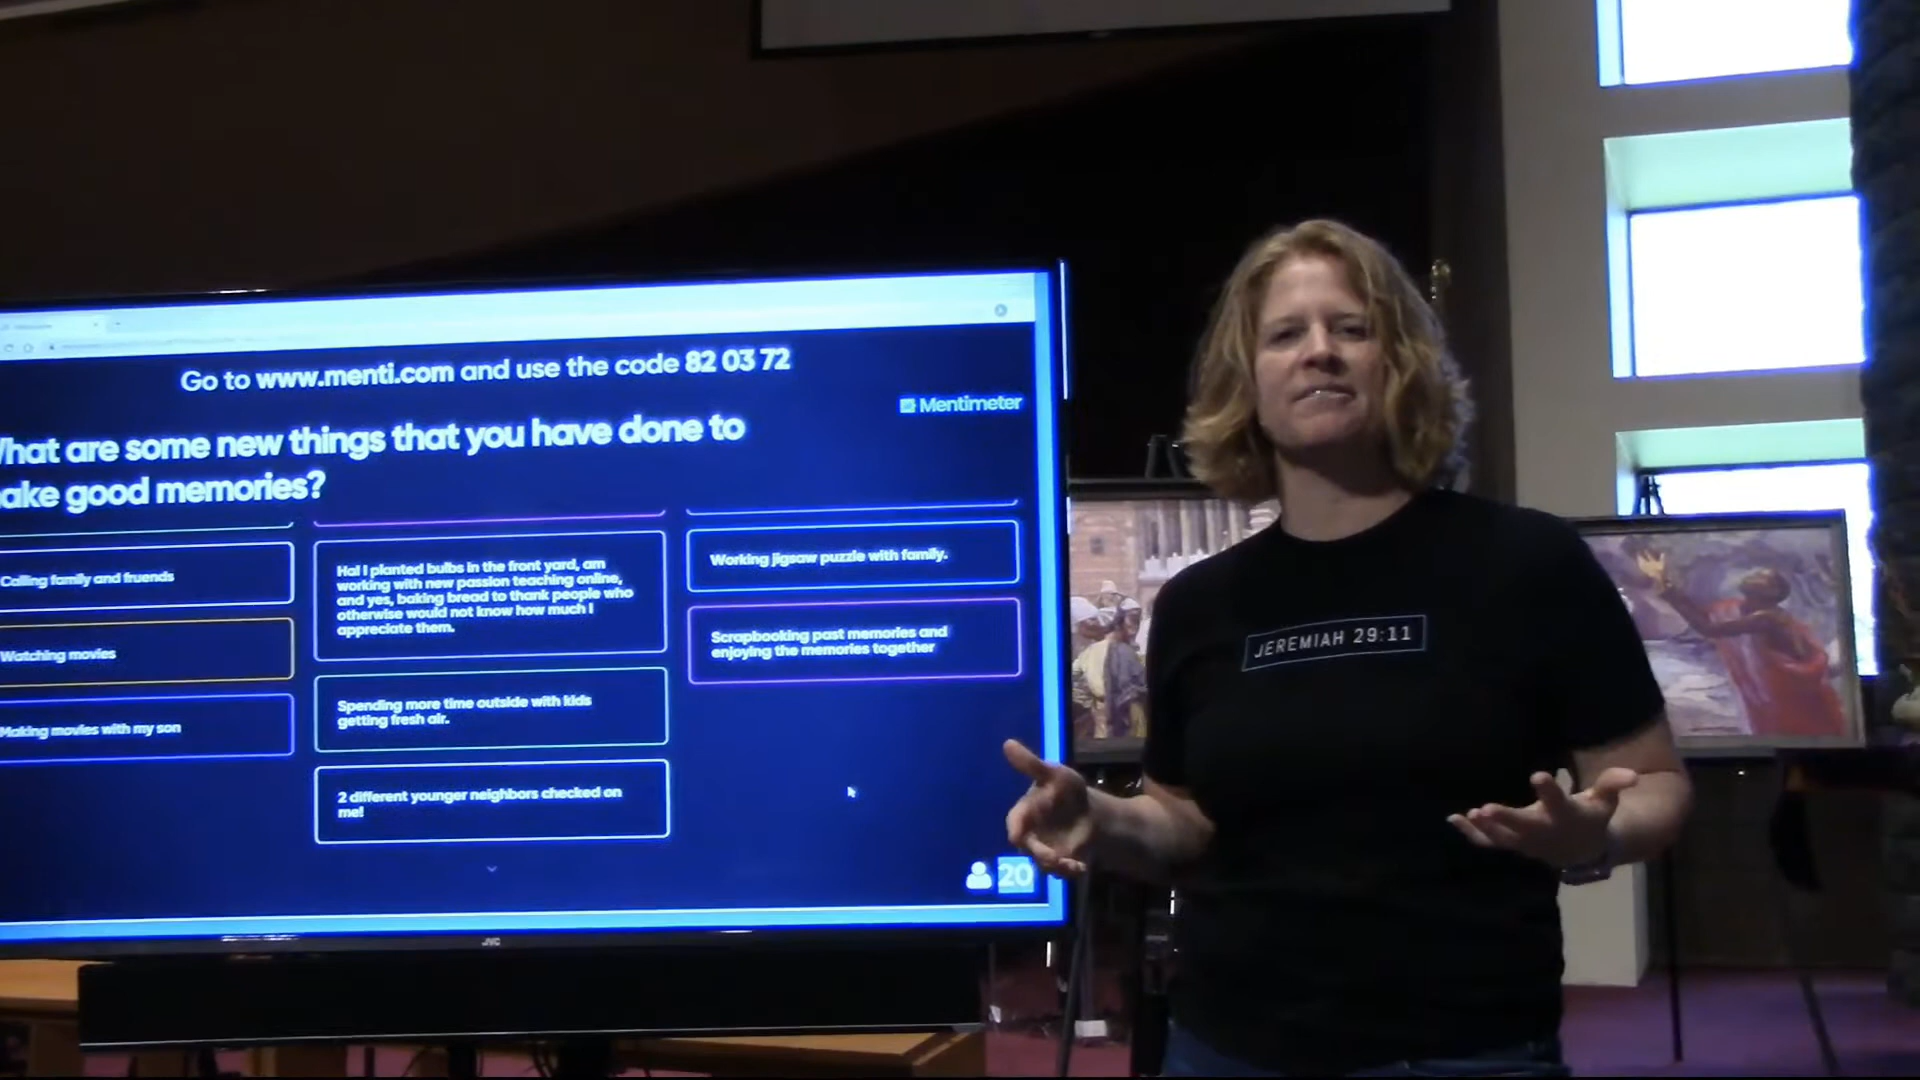 Go to www.menti.com and use the code 82 03 72
Mentimeter
What are some new things that you have done to
make good memories?
Calling family and fruends
Watching movies
Making movies with my son
Ha! I planted bulbs in the front yard, am
working with new passion teaching online,
and yes, baking bread to thank people who
otherwise would not know how much I
appreciate them.
Spending more time outside with kids
getting fresh air.
2 different younger neighbors checked on
me!
Working jigsaw puzzle with family.
Scrapbooking past memories and
enjoying the memories together
20
JVC
JEREMIAH 29:11